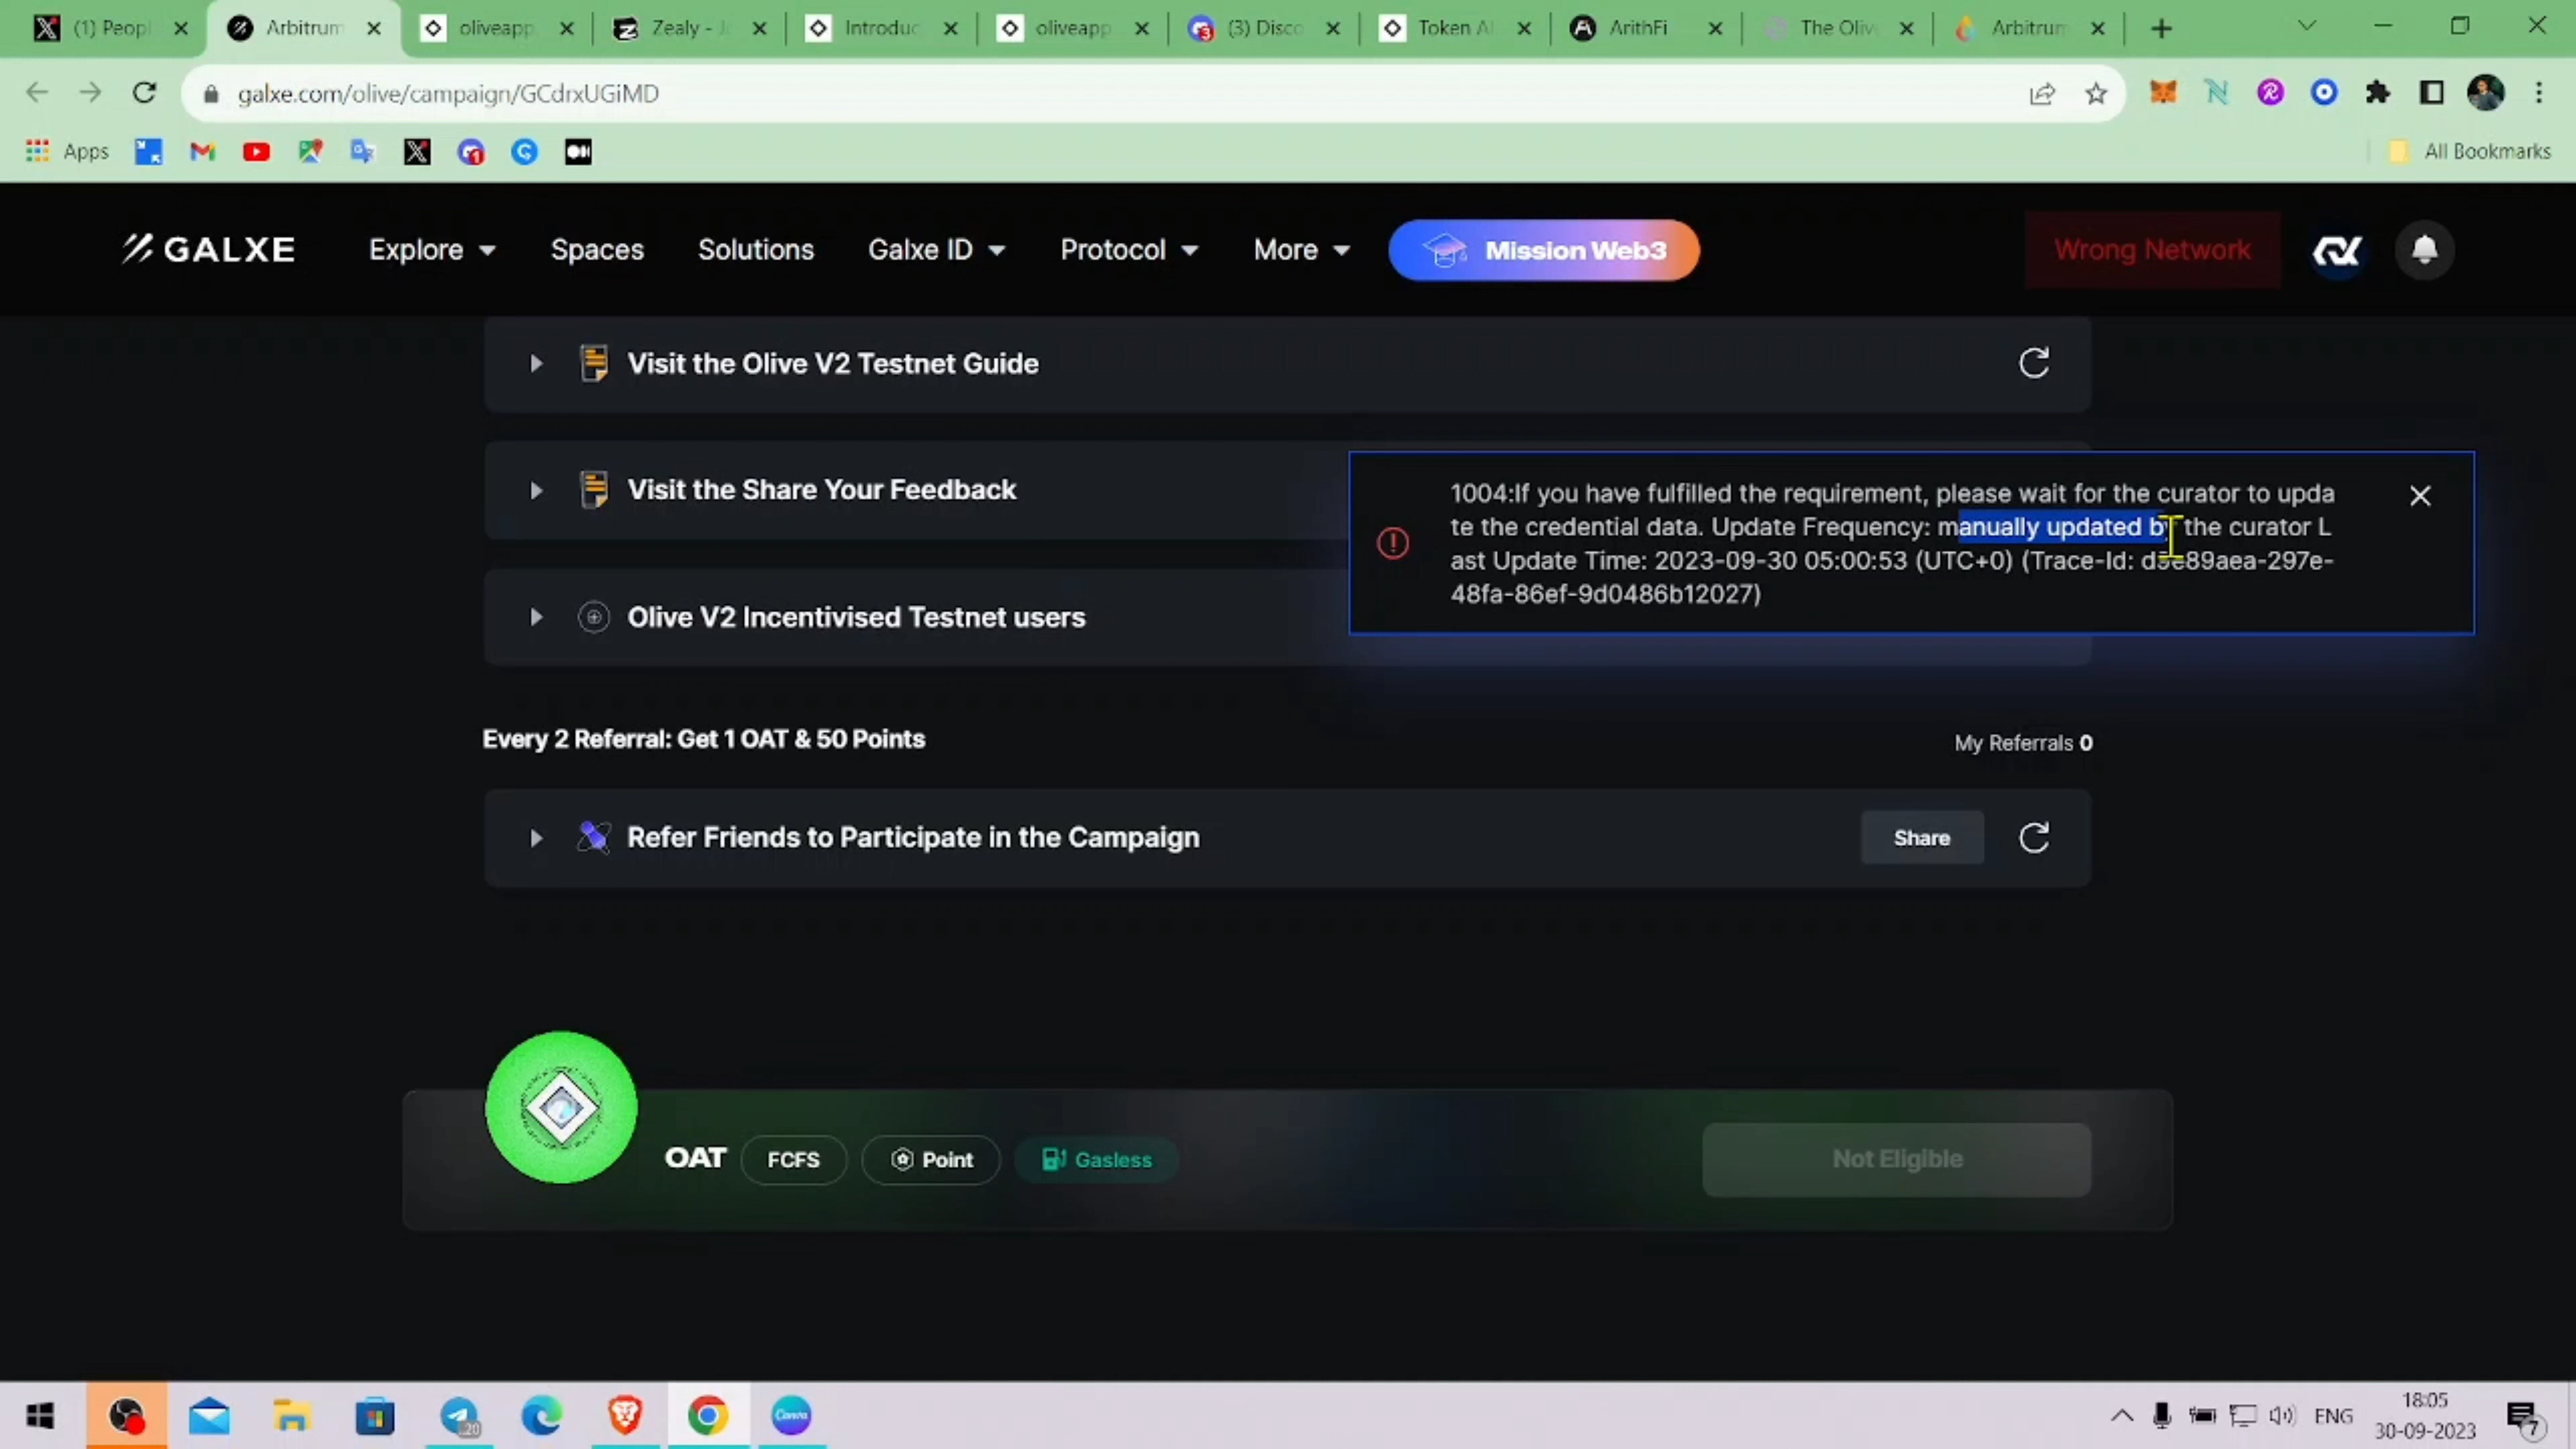 (1) Peopl
Arbitrum
oliveapp
Zealy - J
Introduc
oliveapp
(3) Disco
Token Al
ArithFi
The Oliv
Arbitrum
galxe.com/olive/campaign/GCdrxUGiMD
Apps
All Bookmarks
GALXE
Explore
Spaces
Solutions
Galxe ID
Protocol
More
Mission Web3
Wrong Network
Visit the Olive V2 Testnet Guide
Visit the Share Your Feedback
1004:If you have fulfilled the requirement, please wait for the curator to upda
te the credential data. Update Frequency: manually updated by the curator L
ast Update Time: 2023-09-30 05:00:53 (UTC+0) (Trace-Id: d5e89aea-297e-
48fa-86ef-9d0486b12027)
Olive V2 Incentivised Testnet users
Every 2 Referral: Get 1 OAT & 50 Points
My Referrals 0
Refer Friends to Participate in the Campaign
Share
OAT
FCFS
Point
Gasless
Not Eligible
Canva
20
ENG
18:05
30-09-2023
7